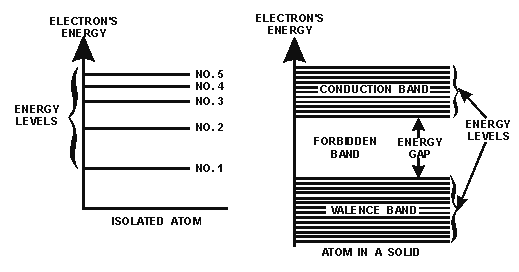 ELECTRON'S
ENERGY
ENERGY
LEVELS
NO. 5
NO. 4
NO. 3
NO. 2
NO. 1
ISOLATED ATOM
ELECTRON'S
ENERGY
CONDUCTION BAND
FORBIDDEN
BAND
ENERGY
GAP
ENERGY
LEVELS
VALENCE BAND
ATOM IN A SOLID